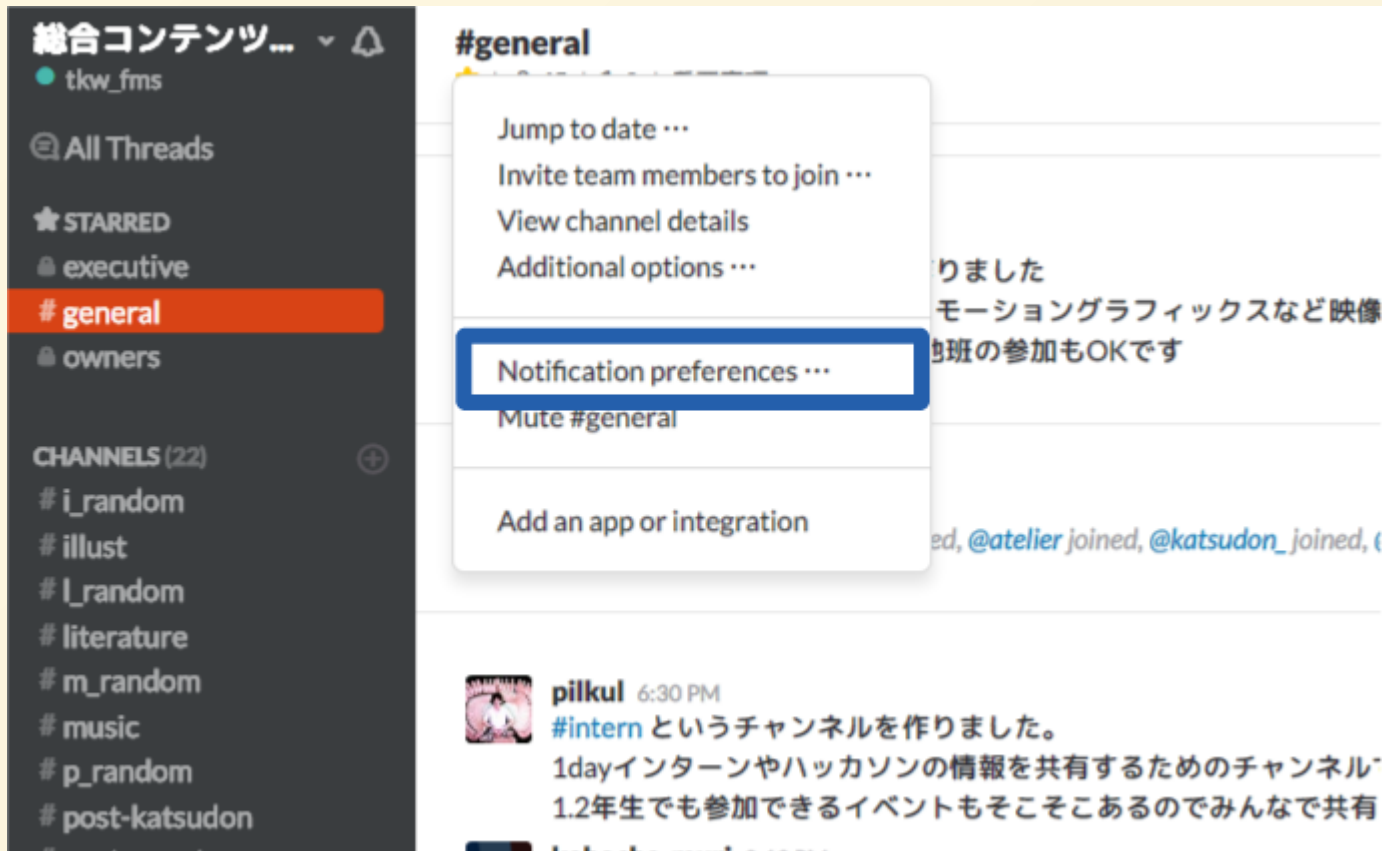 総合コンテンツ...
tkw_fms
All Threads
STARRED
executive
# general
owners
CHANNELS (22)
# i_random
# illust
# l_random
# literature
# m_random
# music
# p_random
# post-katsudon
#general
Jump to date ···
Invite team members to join ···
View channel details
Additional options ···
Notification preferences ···
Mute #general
Add an app or integration
りました
モーショングラフィックスなど映像
班の参加もOKです
ed, @atelier joined, @katsudon_ joined,
pilkul 6:30 PM
#intern というチャンネルを作りました。
1dayインターンやハッカソンの情報を共有するためのチャンネル
1.2年生でも参加できるイベントもそこそこあるのでみんなで共有